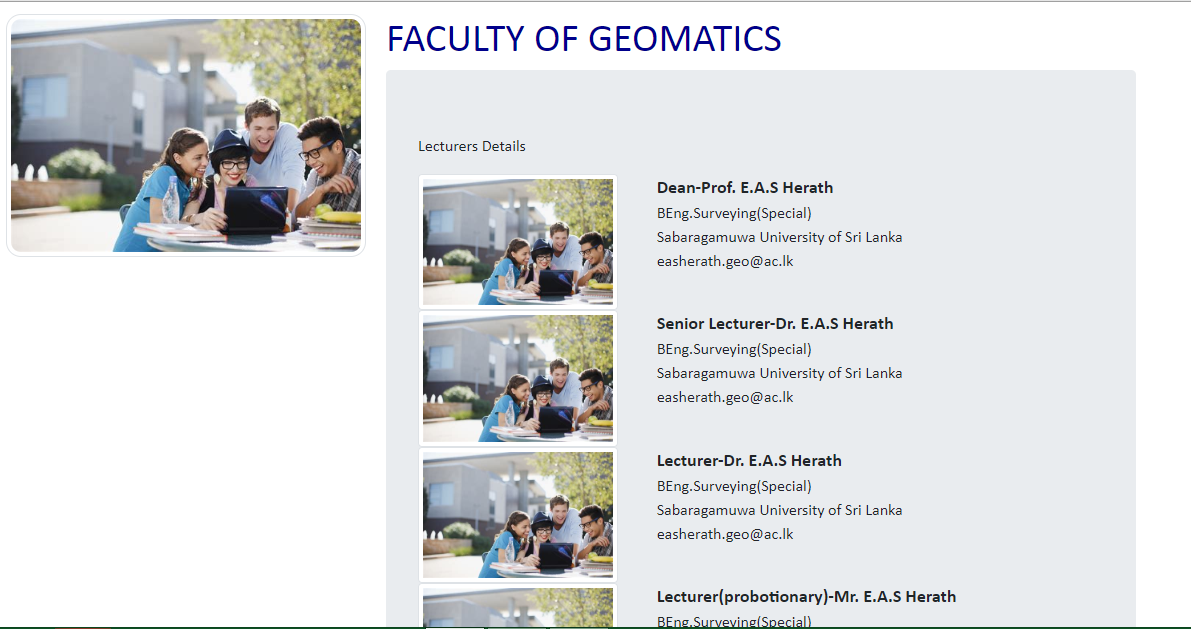 FACULTY OF GEOMATICS
Lecturers Details
Dean-Prof. E.A.S Herath
BEng.Surveying(Special)
Sabaragamuwa University of Sri Lanka
easherath.geo@ac.lk
Senior Lecturer-Dr. E.A.S Herath
BEng.Surveying(Special)
Sabaragamuwa University of Sri Lanka
easherath.geo@ac.lk
Lecturer-Dr. E.A.S Herath
BEng.Surveying(Special)
Sabaragamuwa University of Sri Lanka
easherath.geo@ac.lk
Lecturer(probotionary)-Mr. E.A.S Herath
BEng.Surveying(Special)